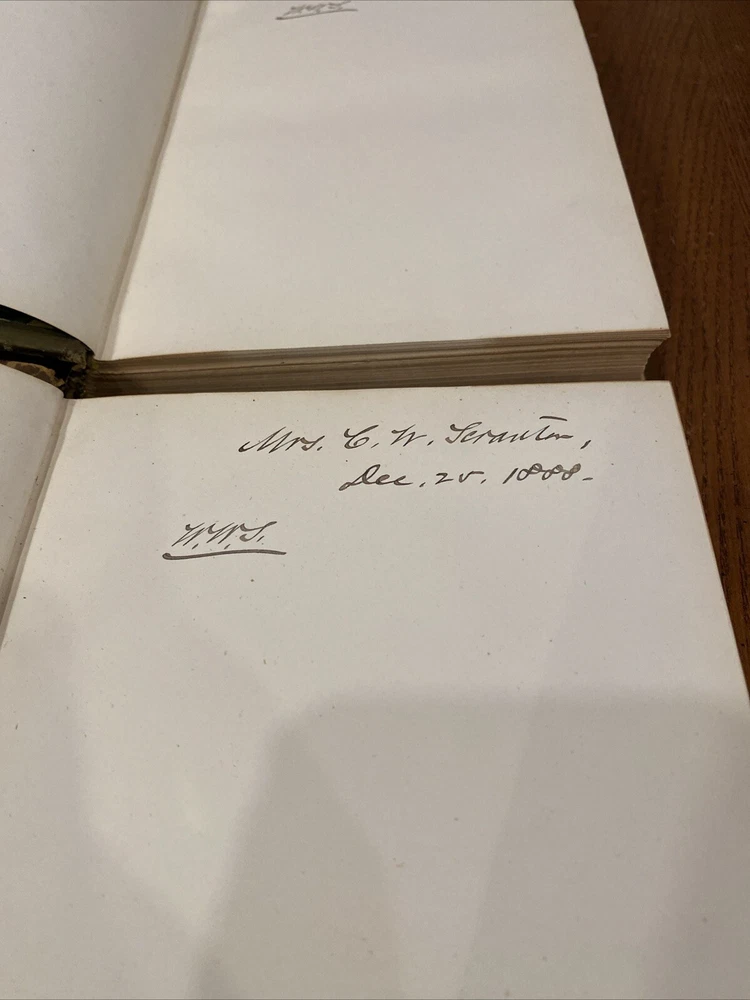 Mrs. C. W. Scranton,
Dec. 25. 1888.
W.W.S.